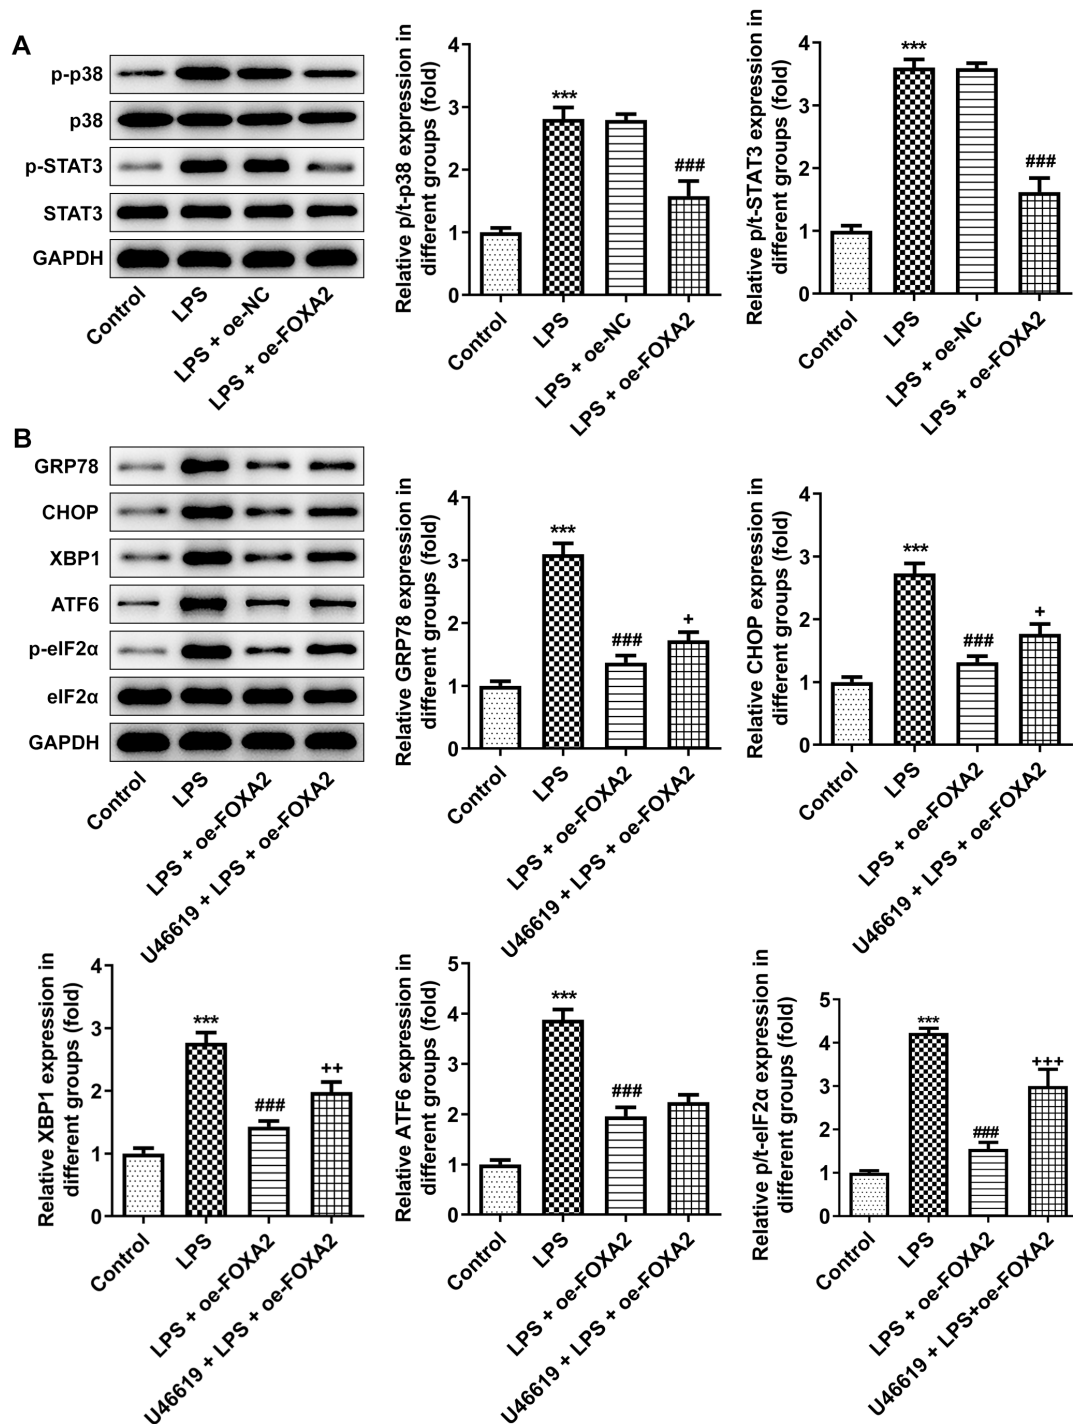 A
p-p38
p38
p-STAT3
STAT3
GAPDH
Control
LPS
LPS + oe-NC
LPS + oe-FOXA2
Relative p/t-p38 expression in
different groups (fold)
4
3
2
1
0
***
###
Control
LPS
LPS + oe-NC
LPS + oe-FOXA2
Relative p/t-STAT3 expression in
different groups (fold)
4
3
2
1
0
***
###
Control
LPS
LPS + oe-NC
LPS + oe-FOXA2
B
GRP78
CHOP
XBP1
ATF6
p-eIF2α
eIF2α
GAPDH
Control
LPS
LPS + oe-FOXA2
U46619 + LPS + oe-FOXA2
Relative GRP78 expression in
different groups (fold)
4
3
2
1
0
***
###
+
Control
LPS
LPS + oe-FOXA2
U46619 + LPS + oe-FOXA2
Relative CHOP expression in
different groups (fold)
4
3
2
1
0
***
###
+
Control
LPS
LPS + oe-FOXA2
U46619 + LPS + oe-FOXA2
Relative XBP1 expression in
different groups (fold)
4
3
2
1
0
***
###
++
Control
LPS
LPS + oe-FOXA2
U46619 + LPS + oe-FOXA2
Relative ATF6 expression in
different groups (fold)
5
4
3
2
1
0
***
###
Control
LPS
LPS + oe-FOXA2
U46619 + LPS + oe-FOXA2
Relative p/t-eIF2α expression in
different groups (fold)
5
4
3
2
1
0
***
###
+++
Control
LPS
LPS + oe-FOXA2
U46619 + LPS+oe-FOXA2